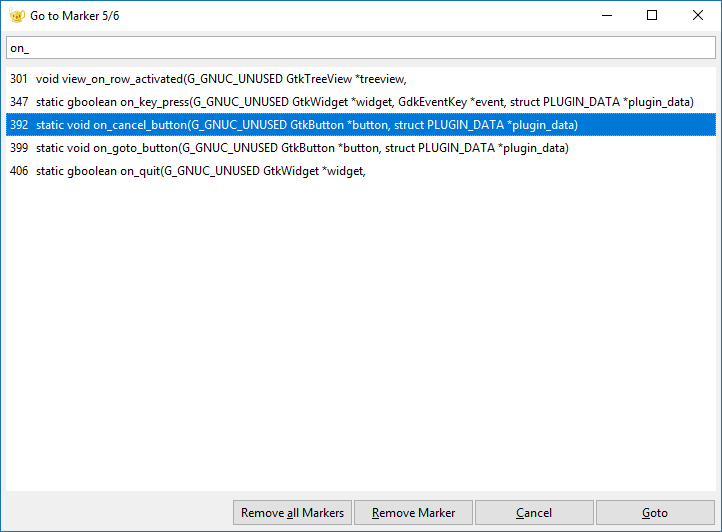 Go to Marker 5/6
on_
301 void view_on_row_activated(G_GNUC_UNUSED GtkTreeView *treeview,
347 static gboolean on_key_press(G_GNUC_UNUSED GtkWidget *widget, GdkEventKey *event, struct PLUGIN_DATA *plugin_data)
392 static void on_cancel_button(G_GNUC_UNUSED GtkButton *button, struct PLUGIN_DATA *plugin_data)
399 static void on_goto_button(G_GNUC_UNUSED GtkButton *button, struct PLUGIN_DATA *plugin_data)
406 static gboolean on_quit(G_GNUC_UNUSED GtkWidget *widget,
Remove all Markers Remove Marker Cancel Goto